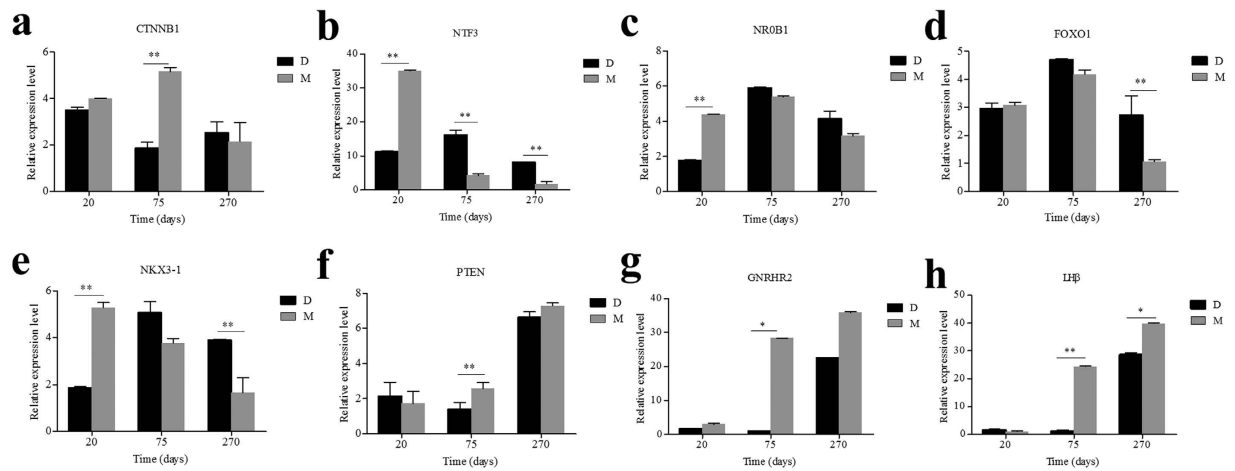 a
CTNNB1
Relative expression level
6
4
2
0
**
D
M
20 75 270
Time (days)
b
NTF3
Relative expression level
40
30
20
10
0
**
**
**
D
M
20 75 270
Time (days)
c
NR0B1
Relative expression level
8
6
4
2
0
**
D
M
20 75 270
Time (days)
d
FOXO1
Relative expression level
5
4
3
2
1
0
**
D
M
20 75 270
Time (days)
e
NKX3-1
Relative expression level
6
4
2
0
**
**
D
M
20 75 270
Time (days)
f
PTEN
Relative expression level
8
6
4
2
0
**
D
M
20 75 270
Time (days)
g
GNRHR2
Relative expression level
40
30
20
10
0
*
D
M
20 75 270
Time (days)
h
LHβ
Relative expression level
50
40
30
20
10
0
**
*
D
M
20 75 270
Time (days)